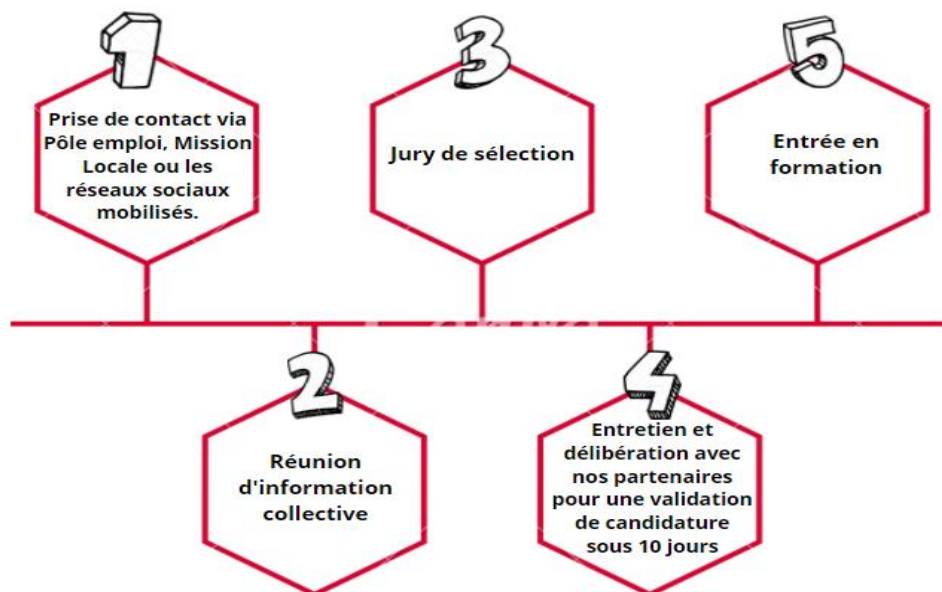 1
Prise de contact via
Pôle emploi, Mission
Locale ou les
réseaux sociaux
mobilisés.
2
Réunion
d'information
collective
3
Jury de sélection
4
Entretien et
délibération avec
nos partenaires
pour une validation
de candidature
sous 10 jours
5
Entrée en
formation